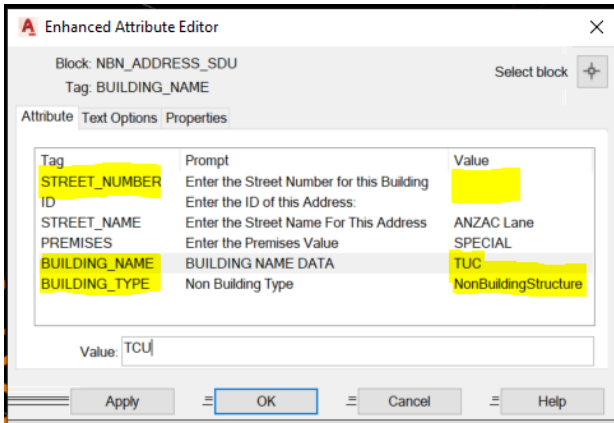 A Enhanced Attribute Editor
Block: NBN_ADDRESS_SDU
Select block
Tag: BUILDING_NAME
Attribute Text Options Properties
Tag Prompt Value
STREET_NUMBER Enter the Street Number for this Building
ID Enter the ID of this Address:
STREET_NAME Enter the Street Name For This Address ANZAC Lane
PREMISES Enter the Premises Value SPECIAL
BUILDING_NAME BUILDING NAME DATA TUC
BUILDING_TYPE Non Building Type NonBuildingStructure
Value: TCU
Apply OK Cancel Help